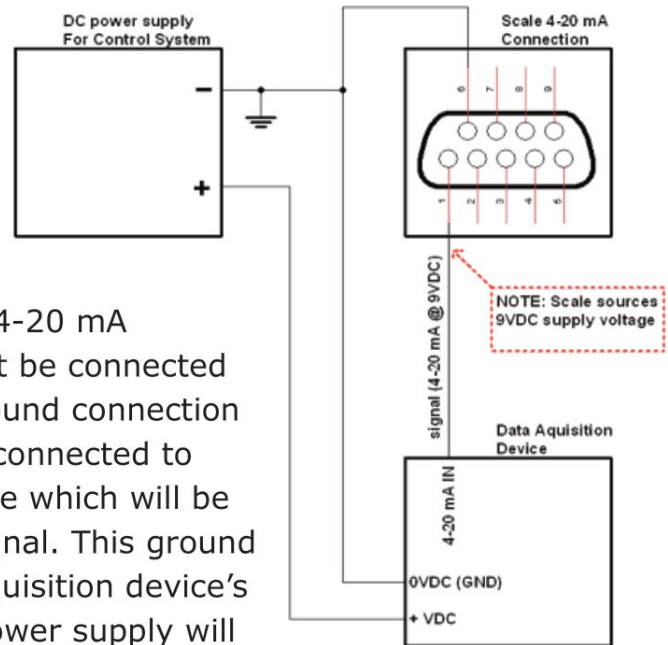 DC power supply
For Control System
−
+
Scale 4-20 mA
Connection
6 7 8 9
1 2 3 4 5
signal (4-20 mA @ 9VDC)
NOTE: Scale sources
9VDC supply voltage
Data Aquisition
Device
4-20 mA IN
0VDC (GND)
+ VDC
4-20 mA
t be connected
und connection
connected to
e which will be
nal. This ground
quisition device's
ower supply will